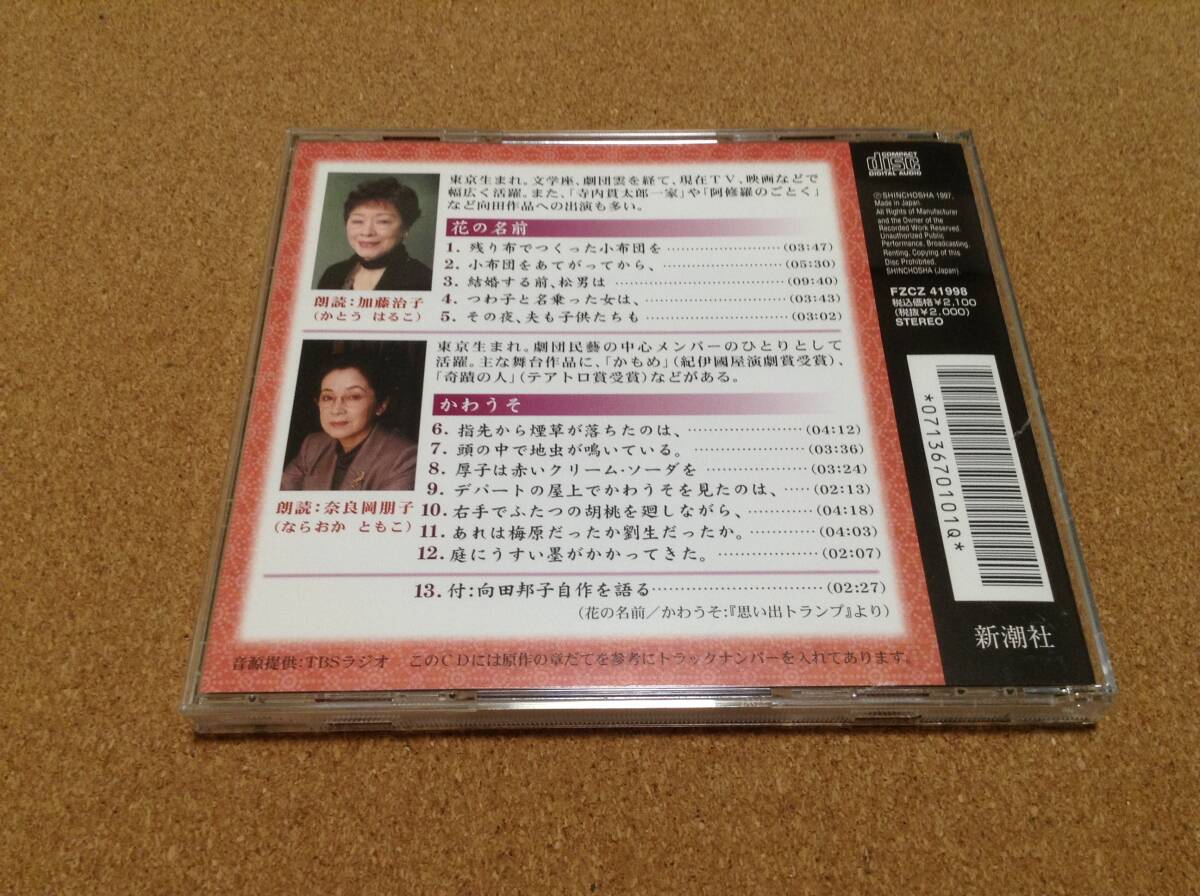 東京生まれ。文学座、劇団雲を経て、現在TV、映画などで
幅広く活躍。また、「寺内貫太郎一家」や「阿修羅のごとく」
など向田作品への出演も多い。
花の名前
1. 残り布でつくった小布団を ……………………(03:47)
2. 小布団をあてがってから、……………………(05:30)
3. 結婚する前、松男は ……………………(09:40)
4. つわ子と名乗った女は、……………………(03:43)
5. その夜、夫も子供たちも ……………………(03:02)
朗読:加藤治子
(かとう はるこ)
東京生まれ。劇団民藝の中心メンバーのひとりとして
活躍。主な舞台作品に、「かもめ」(紀伊國屋演劇賞受賞)、
「奇蹟の人」(テアトロ賞受賞)などがある。
かわうそ
6. 指先から煙草が落ちたのは、……………………(04:12)
7. 頭の中で地虫が鳴いている。……………………(03:36)
8. 厚子は赤いクリーム・ソーダを ……………………(03:24)
9. デパートの屋上でかわうそを見たのは、……(02:13)
10. 右手でふたつの胡桃を廻しながら、…………(04:18)
11. あれは梅原だったか劉生だったか。…………(04:03)
12. 庭にうすい墨がかかってきた。………………(02:07)
朗読:奈良岡朋子
(ならおか ともこ)
13. 付:向田邦子自作を語る……………………(02:27)
(花の名前/かわうそ:『思い出トランプ』より)
音源提供:TBSラジオ このCDには原作の章だてを参考にトラックナンバーを入れてあります。
COMPACT
disc
DIGITAL AUDIO
Ⓟ SHINCHOSHA 1997,
Made in Japan.
All Rights of Manufacturer
and the Owner of the
Recorded Work Reserved.
Unauthorized Public
Performance, Broadcasting,
Renting, Copying of this
Disc Prohibited.
SHINCHOSHA (Japan).
FZCZ 41998
税込価格¥2,100
(税抜¥2,000)
STEREO
*0713670101Q*
新潮社